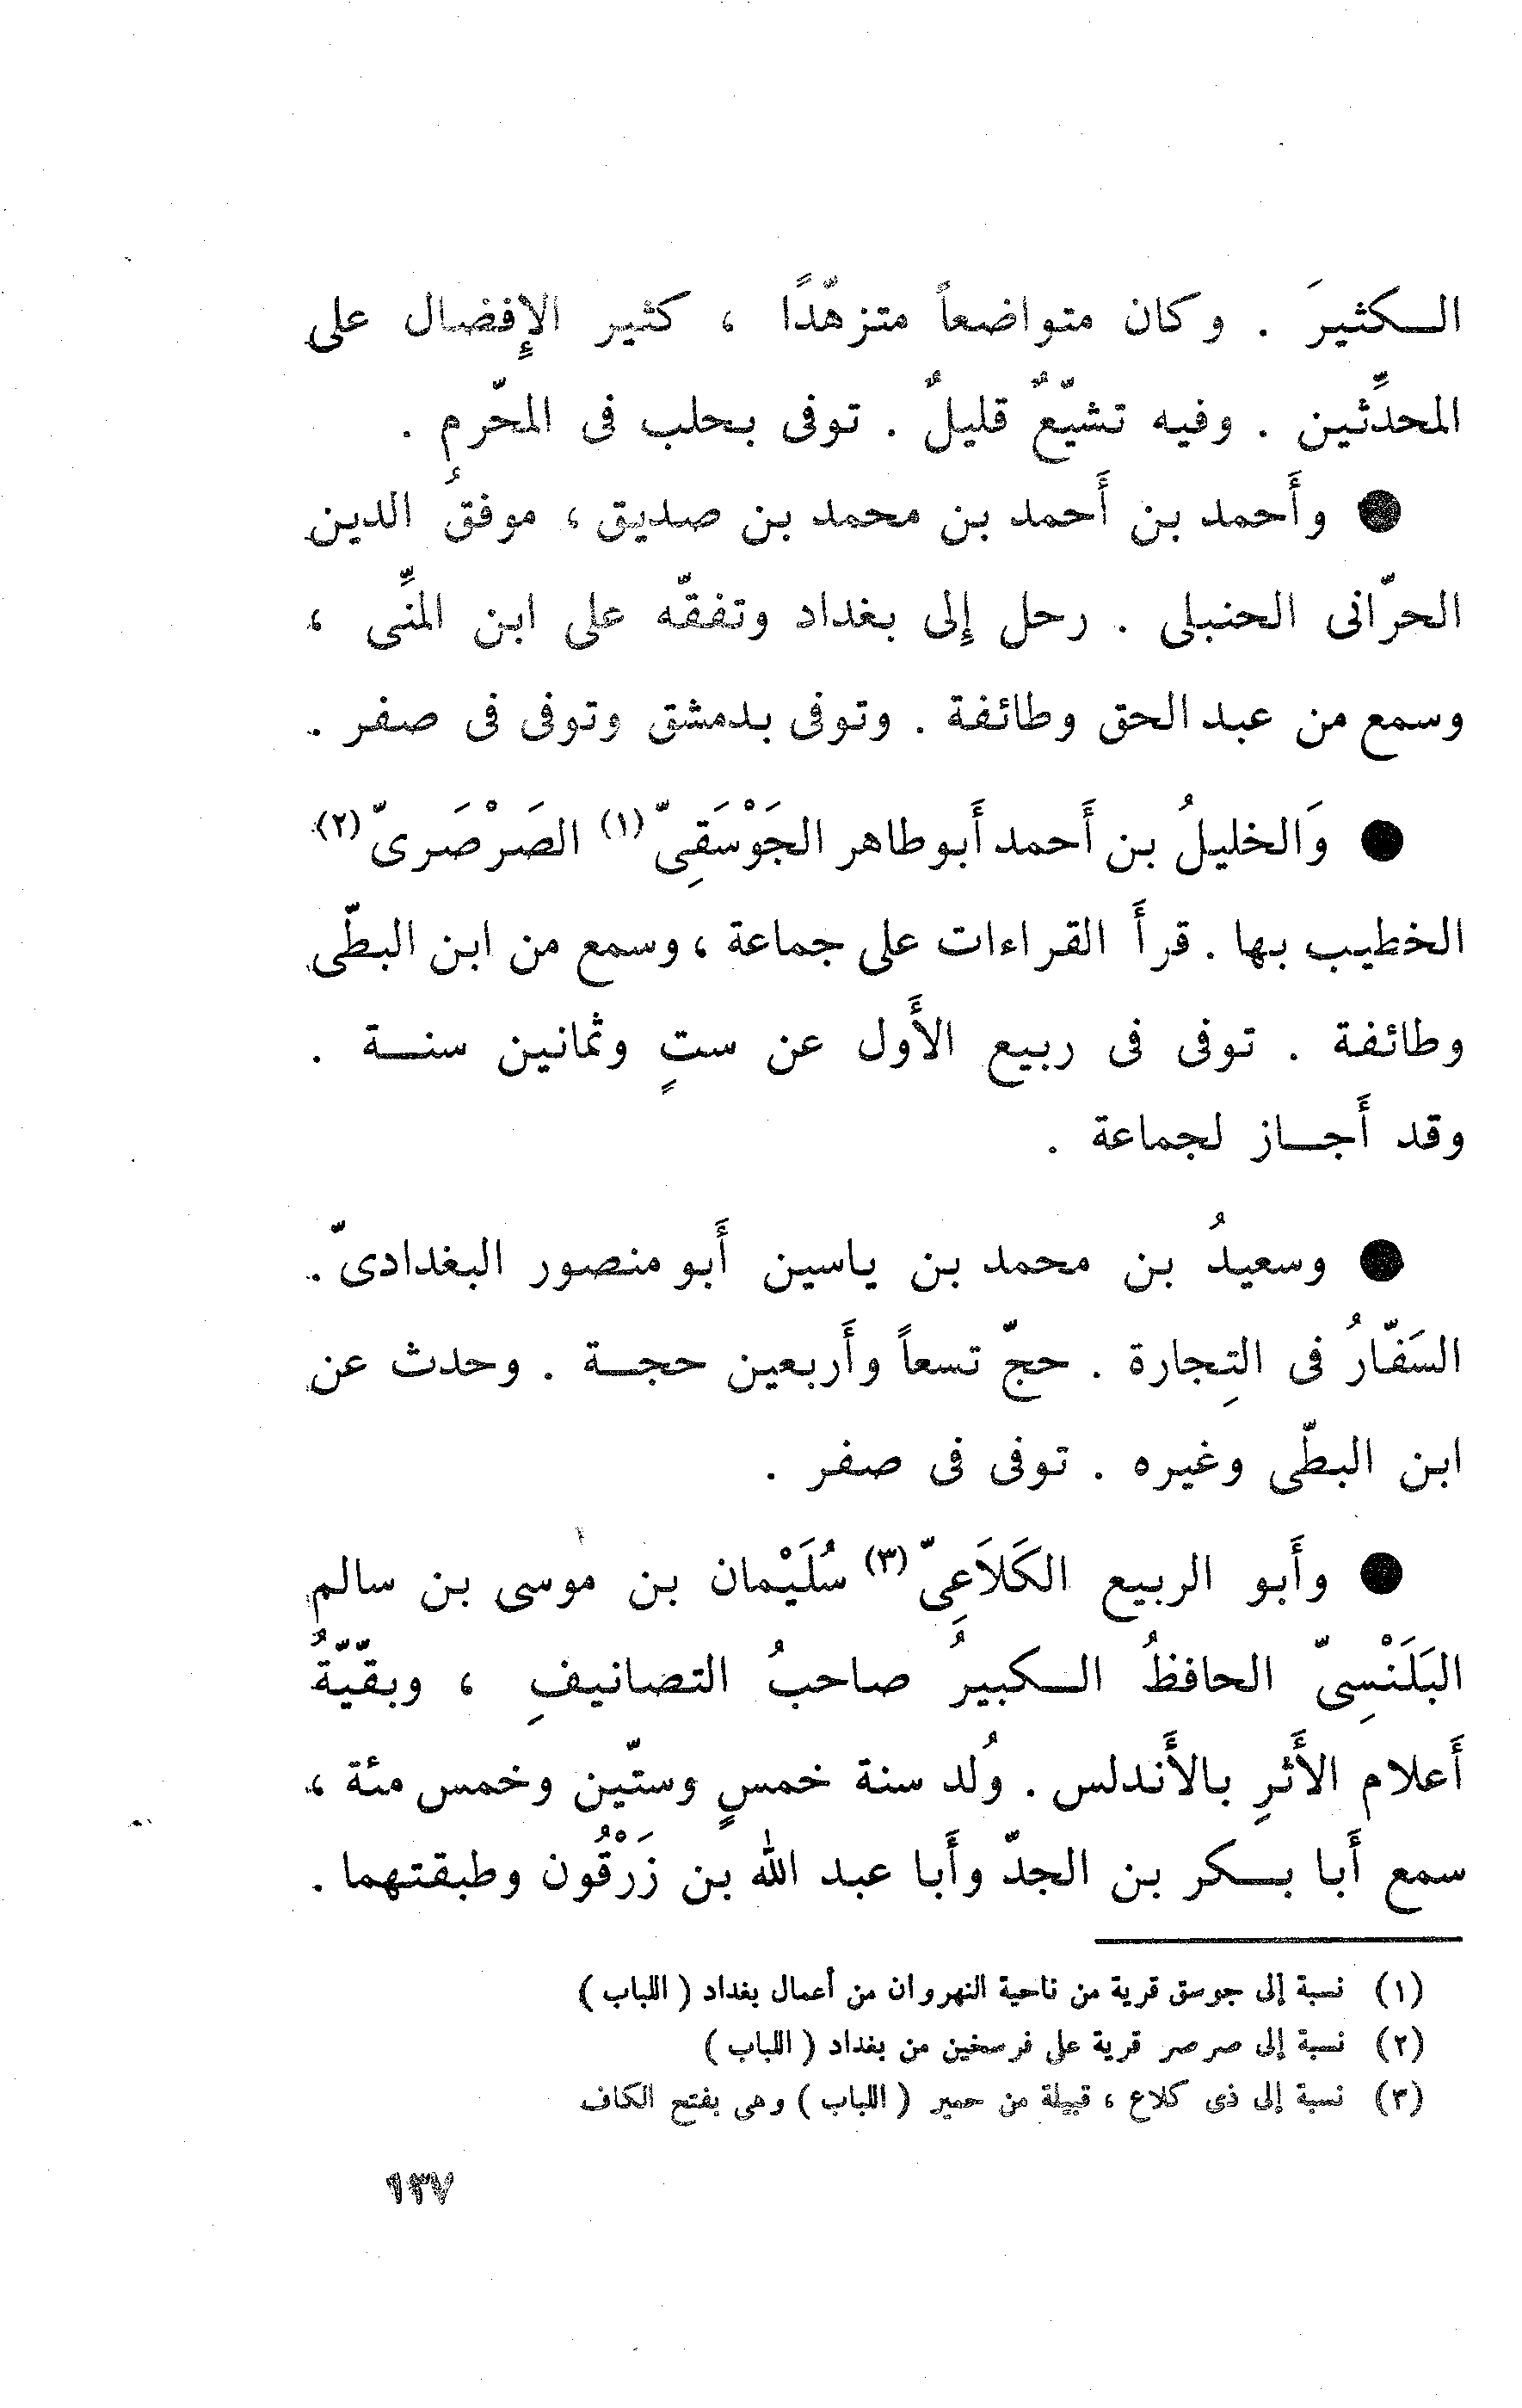 الكثيرَ . وكان متواضعاً متزهّدًا ، كثير الإِفضال على
المحدِّثين . وفيه تشيّعٌ قليلٌ . توفى بحلب فى المحّرم .
● وأَحمد بن أَحمد بن محمد بن صديق ، موفقُ الدين
الحرّانى الحنبلى . رحل إِلى بغداد وتفقّه على ابن المنِّى ،
وسمع من عبد الحق وطائفة . وتوفى بدمشق وتوفى فى صفر .
● وَالخليلُ بن أَحمد أَبو طاهر الجَوْسَقِىّ (١) الصَرْصَرىّ (٢)
الخطيب بها . قرأَ القراءات على جماعة ، وسمع من ابن البطّى
وطائفة . توفى فى ربيع الأَول عن ستٍ وثمانين سنة .
وقد أَجاز لجماعة .
● وسعيدُ بن محمد بن ياسين أَبو منصور البغدادىّ .
السَفّارُ فى التِجارة . حجّ تسعاً وأَربعين حجة . وحدث عن
ابن البطّى وغيره . توفى فى صفر .
● وأَبو الربيع الكَلاَعِىّ (٣) سُلَيْمان بن موسى بن سالم
البَلَنْسِىّ الحافظُ الكبيرُ صاحبُ التصانيفِ ، وبقّيّةُ
أَعلام الأَثرِ بالأَندلس . وُلد سنة خمسٍ وستّين وخمس مئة ،
سمع أَبا بكر بن الجدّ وأَبا عبد الله بن زَرْقُون وطبقتهما .
(١) نسبة إلى جوسق قرية من ناحية النهروان من أعمال بغداد ( اللباب )
(٢) نسبة إلى صرصر قرية على فرسخين من بغداد ( اللباب )
(٣) نسبة إلى ذى كلاع ، قبيلة من حمير ( اللباب ) وهى بفتح الكاف
١٣٧